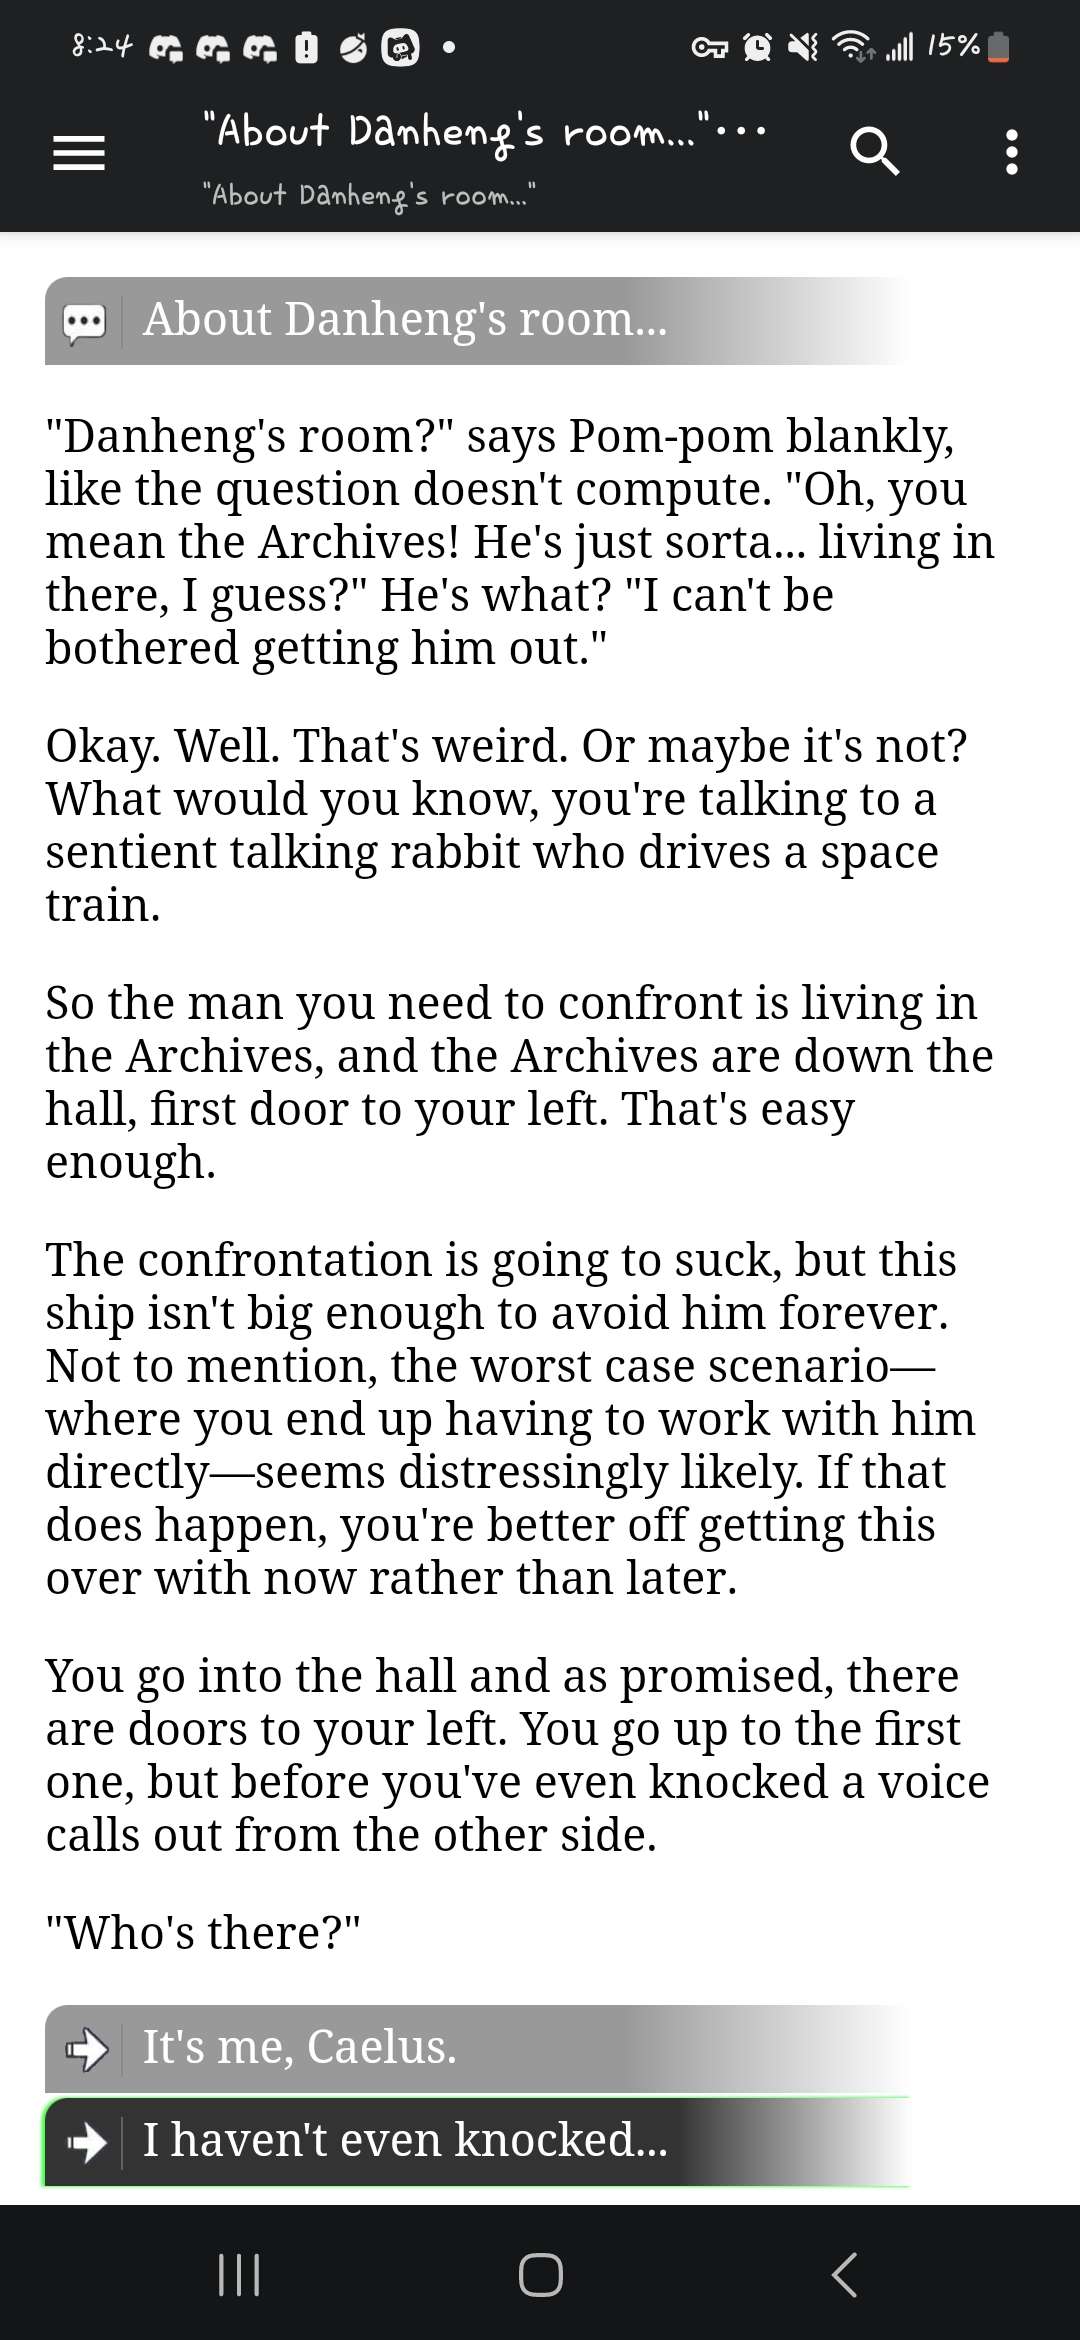 8:24
15%
"About Danheng's room..."...
"About Danheng's room..."
About Danheng's room...
"Danheng's room?" says Pom-pom blankly,
like the question doesn't compute. "Oh, you
mean the Archives! He's just sorta... living in
there, I guess?" He's what? "I can't be
bothered getting him out."
Okay. Well. That's weird. Or maybe it's not?
What would you know, you're talking to a
sentient talking rabbit who drives a space
train.
So the man you need to confront is living in
the Archives, and the Archives are down the
hall, first door to your left. That's easy
enough.
The confrontation is going to suck, but this
ship isn't big enough to avoid him forever.
Not to mention, the worst case scenario—
where you end up having to work with him
directly—seems distressingly likely. If that
does happen, you're better off getting this
over with now rather than later.
You go into the hall and as promised, there
are doors to your left. You go up to the first
one, but before you've even knocked a voice
calls out from the other side.
"Who's there?"
It's me, Caelus.
I haven't even knocked...